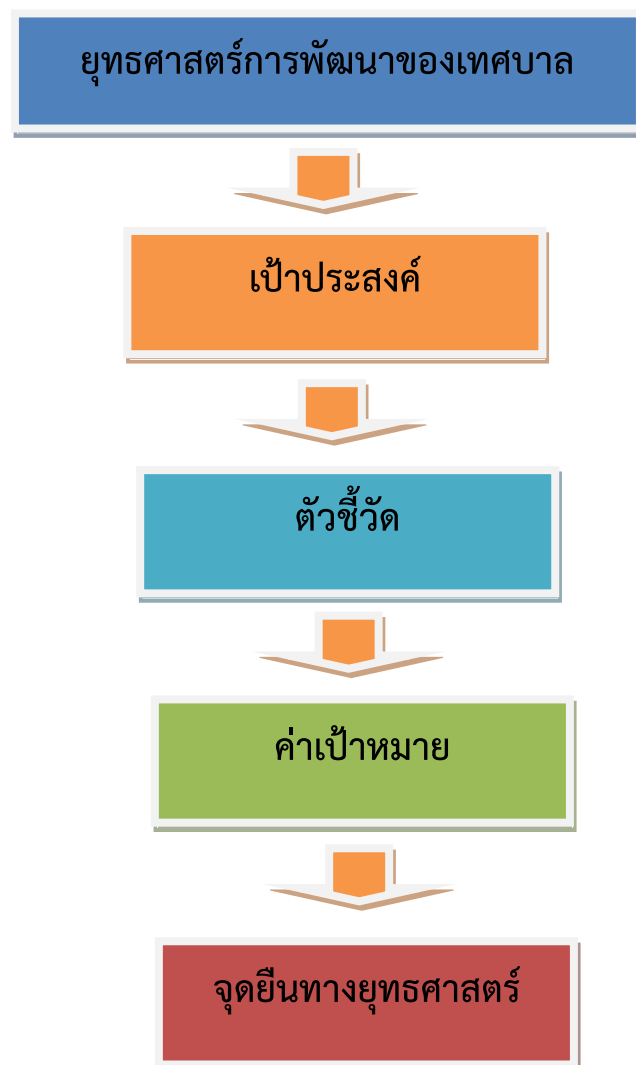 ยุทธศาสตร์การพัฒนาของเทศบาล
เป้าประสงค์
ตัวชี้วัด
ค่าเป้าหมาย
จุดยืนทางยุทธศาสตร์